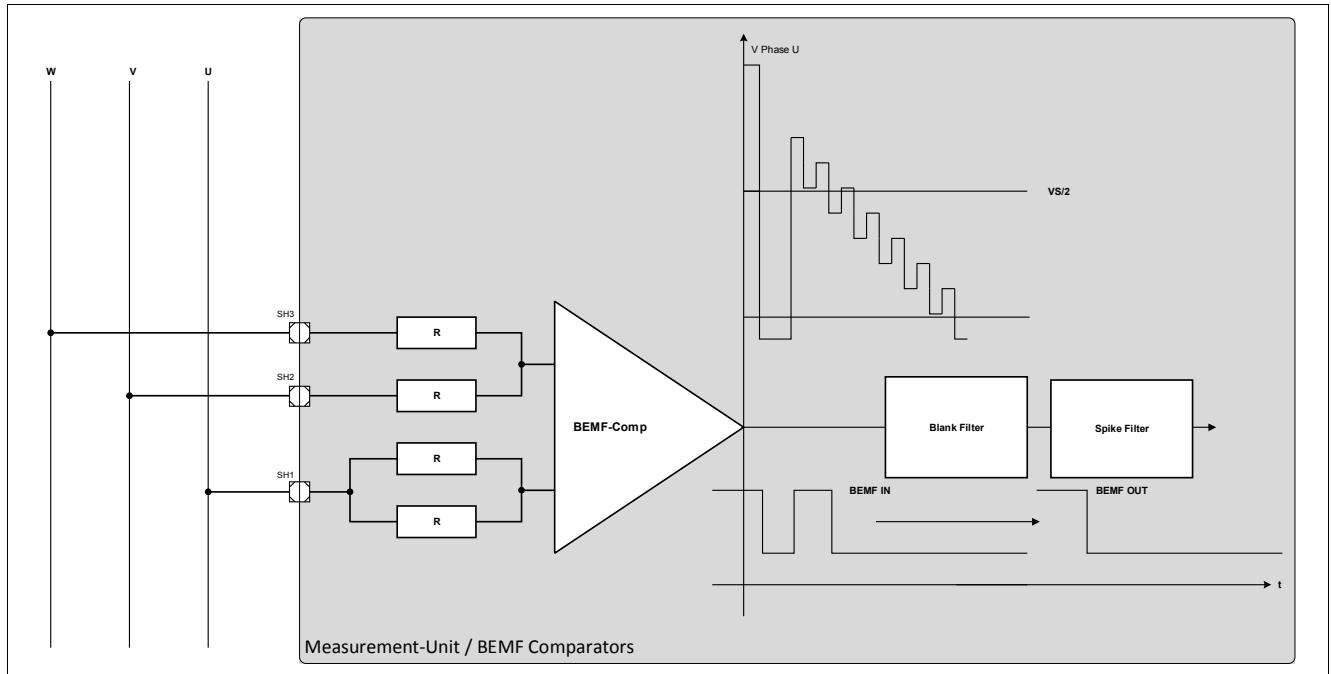 V Phase U
W
V
U
VS/2
SH3
R
SH2
R
BEMF-Comp
Blank Filter
Spike Filter
SH1
R
R
BEMF IN
BEMF OUT
t
Measurement-Unit / BEMF Comparators